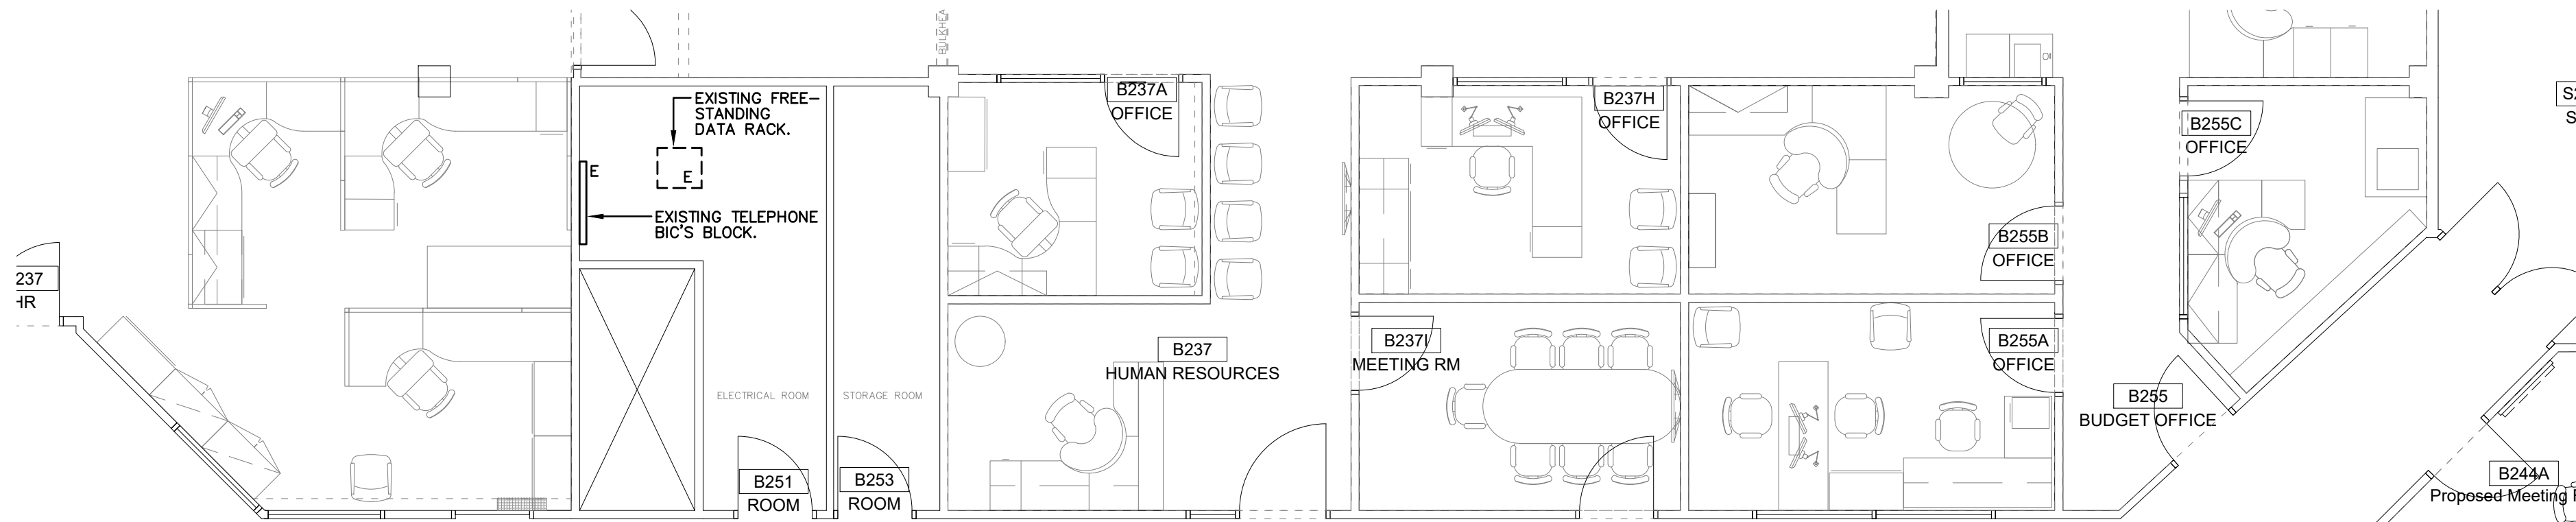 BULKHEA
EXISTING FREE-
STANDING
DATA RACK.
E
E
EXISTING TELEPHONE
BIC'S BLOCK.
B237A
OFFICE
B237H
OFFICE
B255C
OFFICE
B255B
OFFICE
237
HR
B237
HUMAN RESOURCES
B237I
MEETING RM
B255A
OFFICE
ELECTRICAL ROOM
STORAGE ROOM
B255
BUDGET OFFICE
B251
ROOM
B253
ROOM
B244A
Proposed Meeting